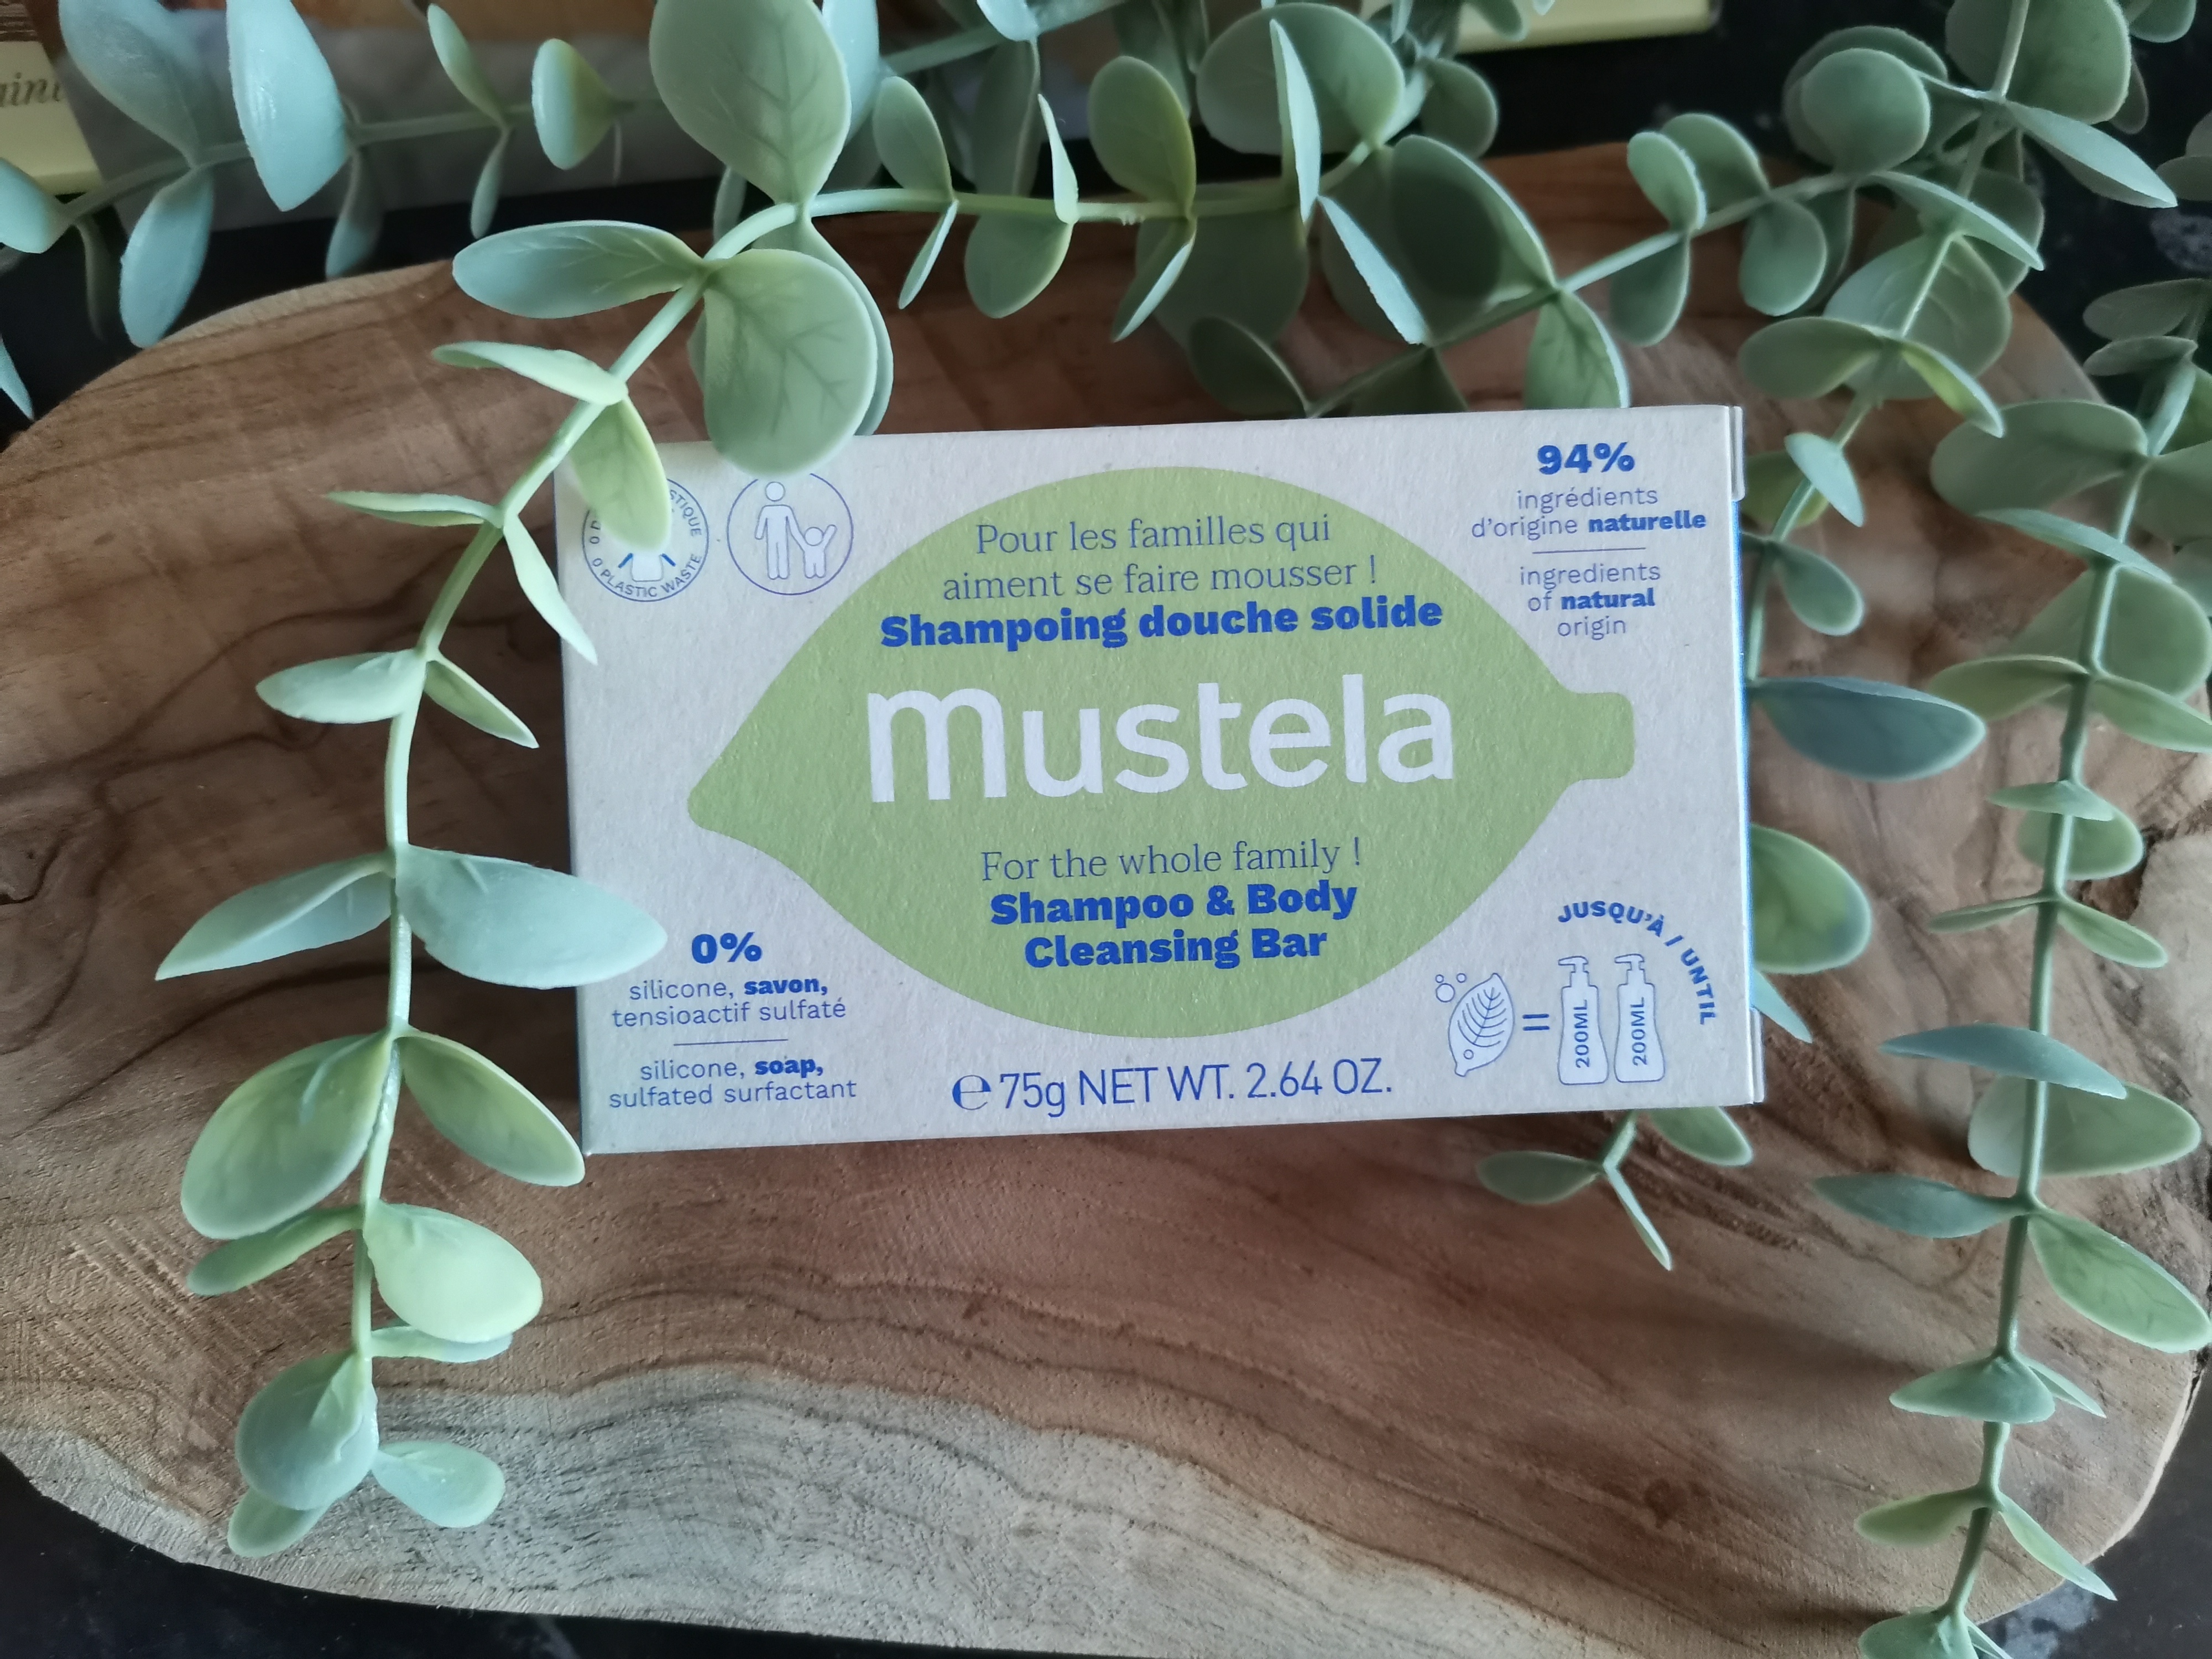 STIQUE
0 PLASTIC WASTE
Pour les familles qui
aiment se faire mousser !
Shampoing douche solide
mustela
For the whole family !
Shampoo & Body
Cleansing Bar
94%
ingrédients
d'origine naturelle
ingredients
of natural
origin
0%
silicone, savon,
tensioactif sulfaté
silicone, soap,
sulfated surfactant
℮ 75g NET WT. 2.64 OZ.
JUSQU'À / UNTIL
=
200ML
200ML